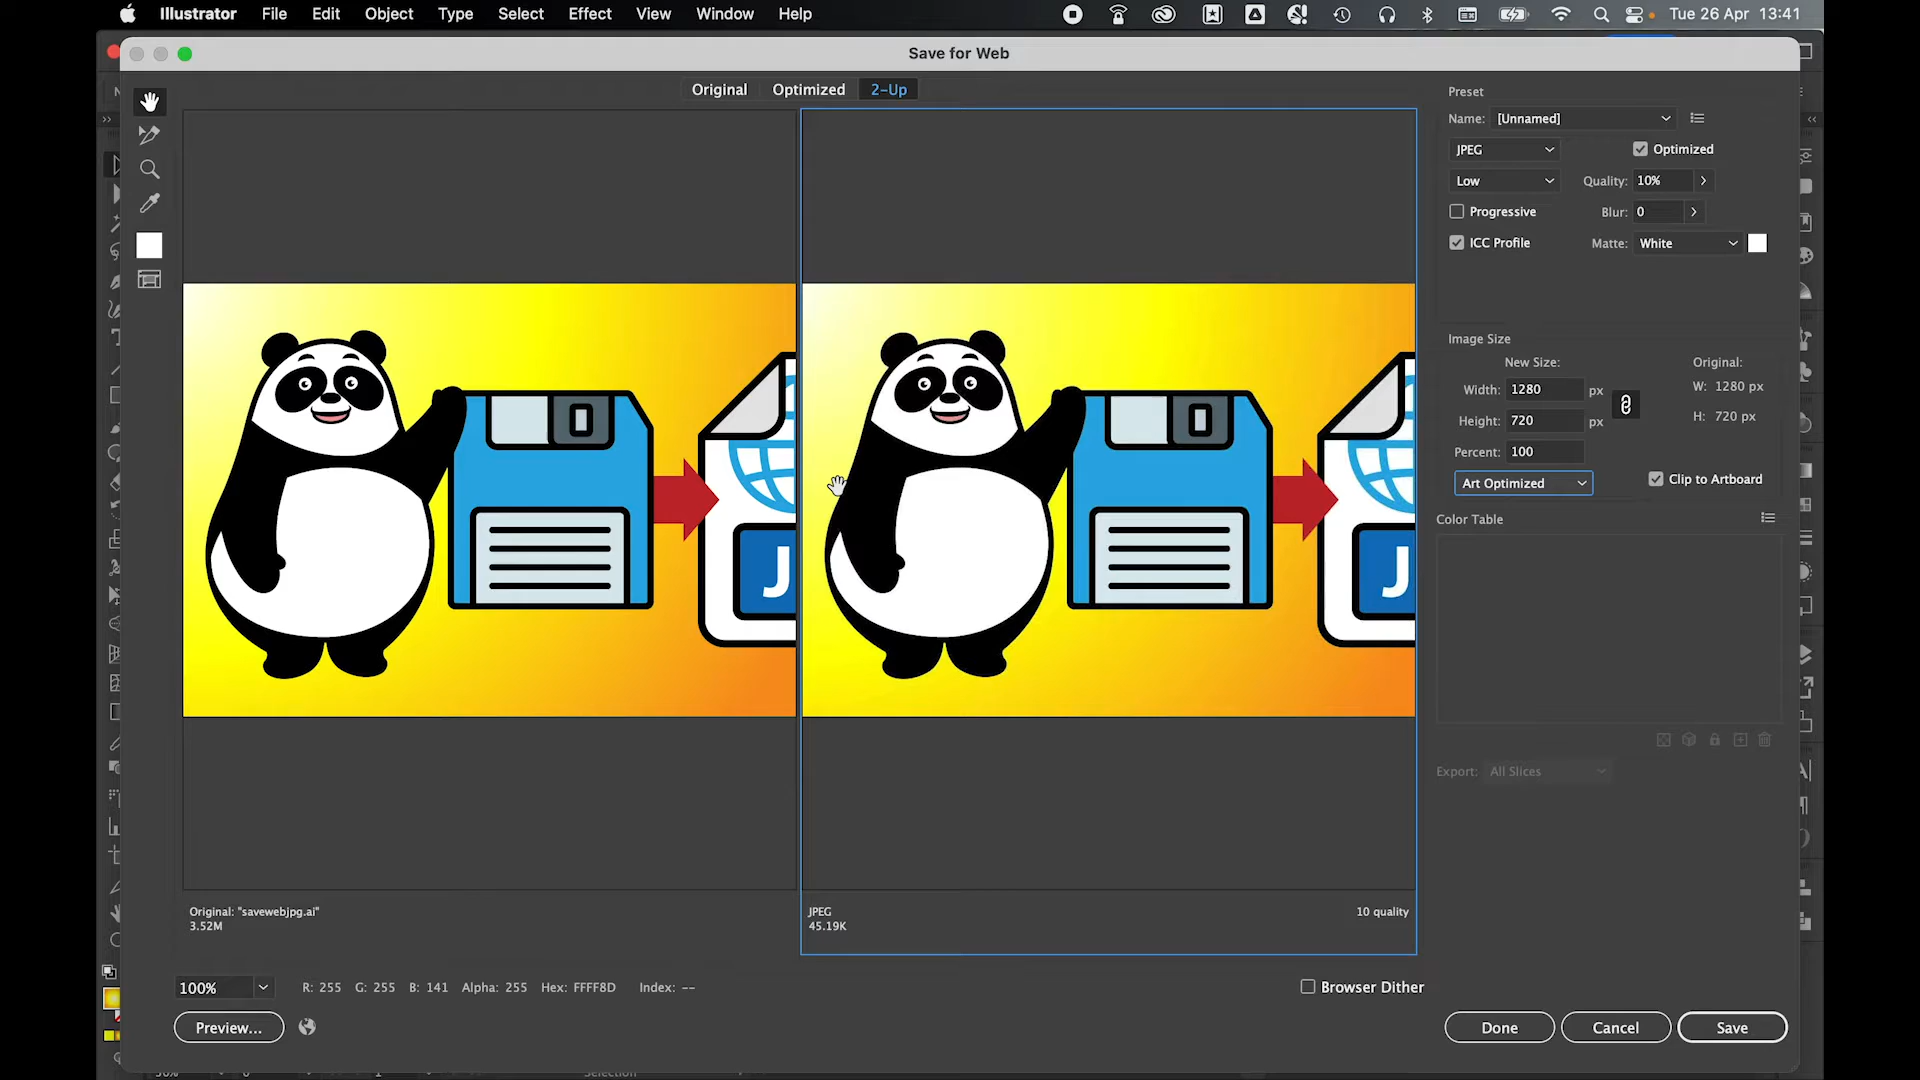 Illustrator File Edit Object Type Select Effect View Window Help Tue 26 Apr 13:41
Save for Web
Original Optimized 2-Up
Preset
Name: [Unnamed]
JPEG Optimized
Low Quality: 10%
Progressive Blur: 0
ICC Profile Matte: White
Image Size
New Size: Original:
Width: 1280 px W: 1280 px
Height: 720 px H: 720 px
Percent: 100
Art Optimized Clip to Artboard
Color Table
J J
Export: All Slices
Original: "savewebjpg.ai" JPEG 10 quality
3.52M 45.19K
100% R: 255 G: 255 B: 141 Alpha: 255 Hex: FFFF8D Index: -- Browser Dither
Preview... Done Cancel Save